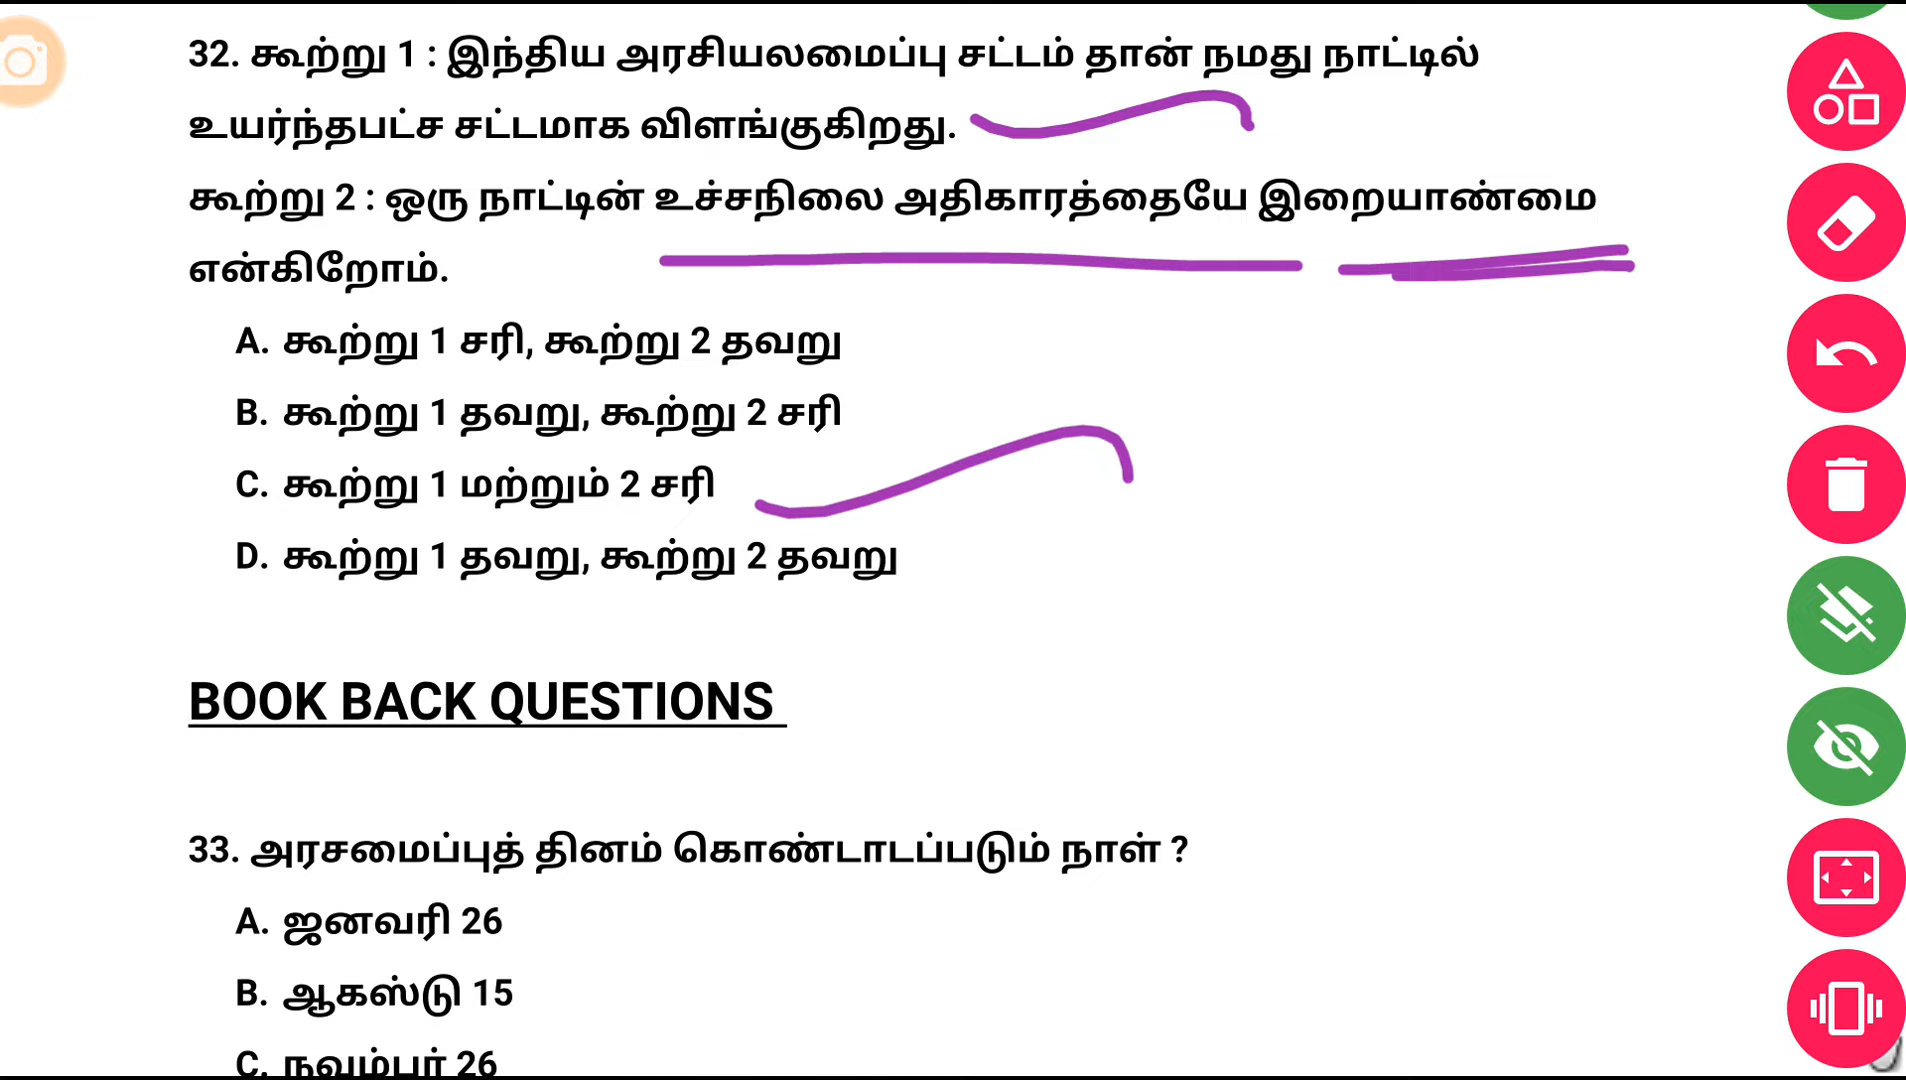 32. கூற்று 1 : இந்திய அரசியலமைப்பு சட்டம் தான் நமது நாட்டில்
உயர்ந்தபட்ச சட்டமாக விளங்குகிறது.
கூற்று 2 : ஒரு நாட்டின் உச்சநிலை அதிகாரத்தையே இறையாண்மை
என்கிறோம்.
A. கூற்று 1 சரி, கூற்று 2 தவறு
B. கூற்று 1 தவறு, கூற்று 2 சரி
C. கூற்று 1 மற்றும் 2 சரி
D. கூற்று 1 தவறு, கூற்று 2 தவறு
BOOK BACK QUESTIONS
33. அரசமைப்புத் தினம் கொண்டாடப்படும் நாள் ?
A. ஜனவரி 26
B. ஆகஸ்டு 15
C. நவம்பர் 26